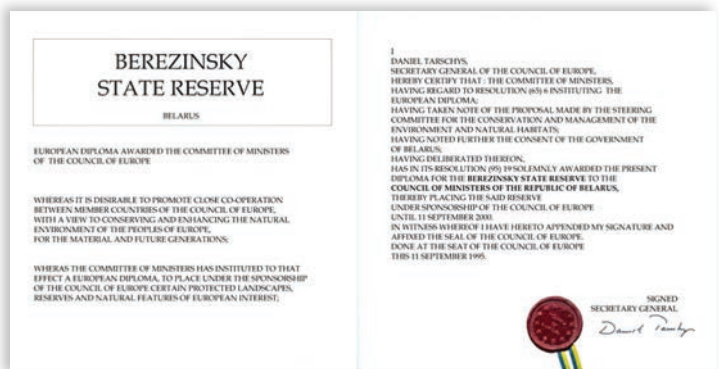 BEREZINSKY
STATE RESERVE
BELARUS
EUROPEAN DIPLOMA AWARDED THE COMMITTEE OF MINISTERS
OF THE COUNCIL OF EUROPE
WHEREAS IT IS DESIRABLE TO PROMOTE CLOSE CO-OPERATION
BETWEEN MEMBER COUNTRIES OF THE COUNCIL OF EUROPE,
WITH A VIEW TO CONSERVING AND ENHANCING THE NATURAL
ENVIRONMENT OF THE PEOPLES OF EUROPE,
FOR THE MATERIAL AND FUTURE GENERATIONS;
WHERAS THE COMMITTEE OF MINISTERS HAS INSTITUTED TO THAT
EFFECT A EUROPEAN DIPLOMA, TO PLACE UNDER THE SPONSORSHIP
OF THE COUNCIL OF EUROPE CERTAIN PROTECTED LANDSCAPES,
RESERVES AND NATURAL FEATURES OF EUROPEAN INTEREST;
I
DANIEL TARSCHYS,
SECRETARY GENERAL OF THE COUNCIL OF EUROPE,
HEREBY CERTIFY THAT : THE COMMITTEE OF MINISTERS,
HAVING REGARD TO RESOLUTION (65) 6 INSTITUTING THE
EUROPEAN DIPLOMA;
HAVING TAKEN NOTE OF THE PROPOSAL MADE BY THE STEERING
COMMITTEE FOR THE CONSERVATION AND MANAGEMENT OF THE
ENVIRONMENT AND NATURAL HABITATS;
HAVING NOTED FURTHER THE CONSENT OF THE GOVERNMENT
OF BELARUS;
HAVING DELIBERATED THEREON,
HAS IN ITS RESOLUTION (95) 19 SOLEMNLY AWARDED THE PRESENT
DIPLOMA FOR THE BEREZINSKY STATE RESERVE TO THE
COUNCIL OF MINISTERS OF THE REPUBLIC OF BELARUS,
THEREBY PLACING THE SAID RESERVE
UNDER SPONSORSHIP OF THE COUNCIL OF EUROPE
UNTIL 11 SEPTEMBER 2000.
IN WITNESS WHEREOF I HAVE HERETO APPENDED MY SIGNATURE AND
AFFIXED THE SEAL OF THE COUNCIL OF EUROPE.
DONE AT THE SEAT OF THE COUNCIL OF EUROPE
THIS 11 SEPTEMBER 1995.
SIGNED
SECRETARY GENERAL
Daniel Tarschys